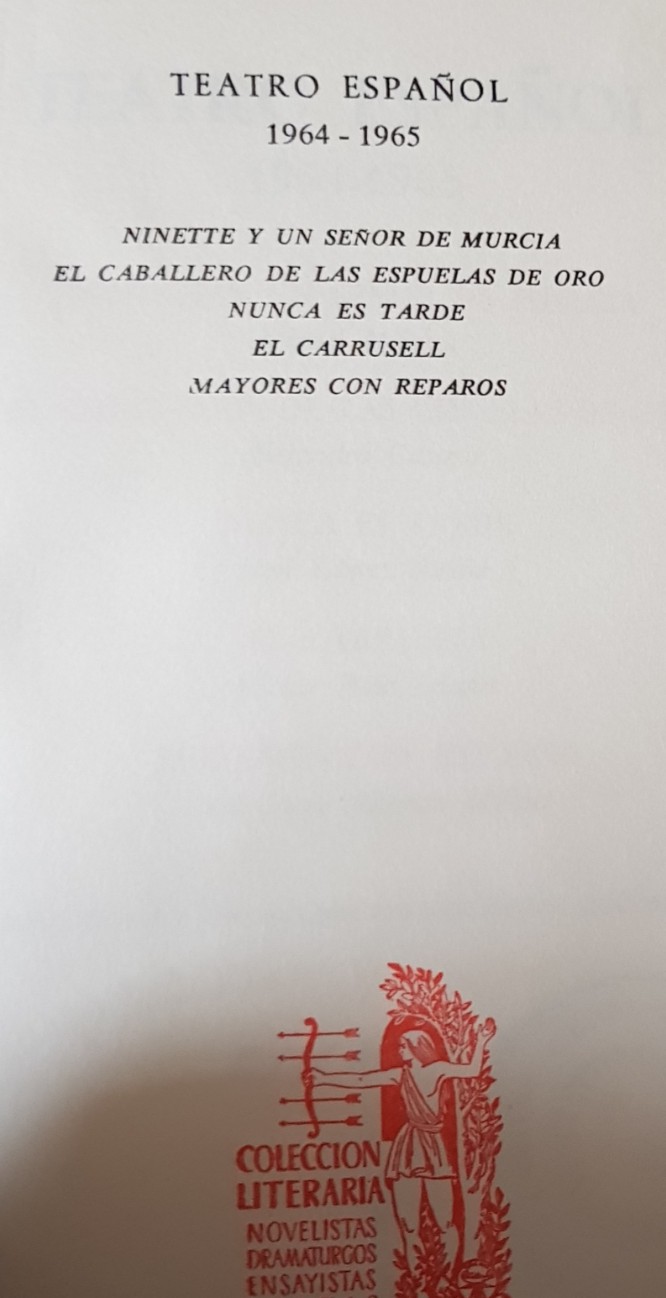 TEATRO ESPAÑOL
1964 - 1965
NINETTE Y UN SEÑOR DE MURCIA
EL CABALLERO DE LAS ESPUELAS DE ORO
NUNCA ES TARDE
EL CARRUSELL
MAYORES CON REPAROS
COLECCION
LITERARIA
NOVELISTAS
DRAMATURGOS
ENSAYISTAS